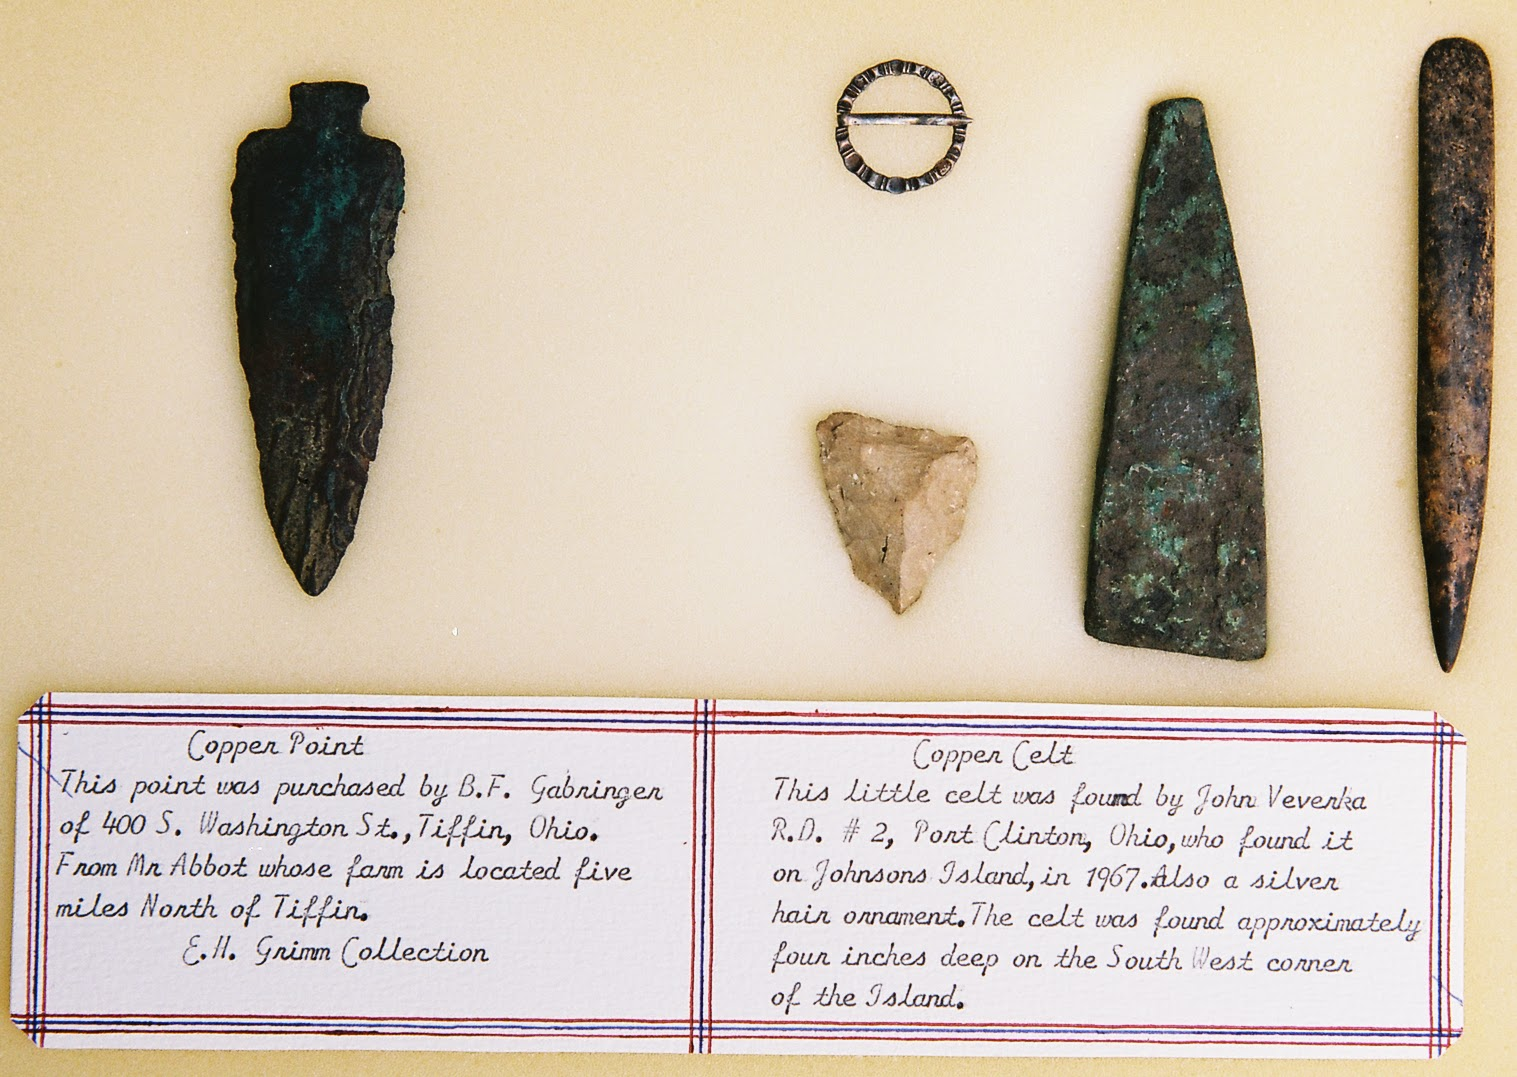 Copper Point
This point was purchased by B.F. Gabringer
of 400 S. Washington St., Tiffin, Ohio.
From Mr Abbot whose farm is located five
miles North of Tiffin.
E.H. Grimm Collection
Copper Celt
This little celt was found by John Veverka
R.D. # 2, Port Clinton, Ohio, who found it
on Johnsons Island, in 1967. Also a silver
hair ornament. The celt was found approximately
four inches deep on the South West corner
of the Island.